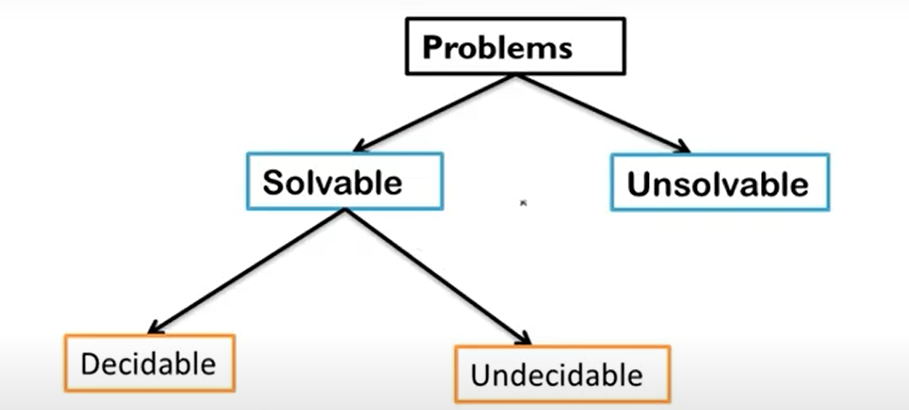 Problems
Solvable
Unsolvable
Decidable
Undecidable